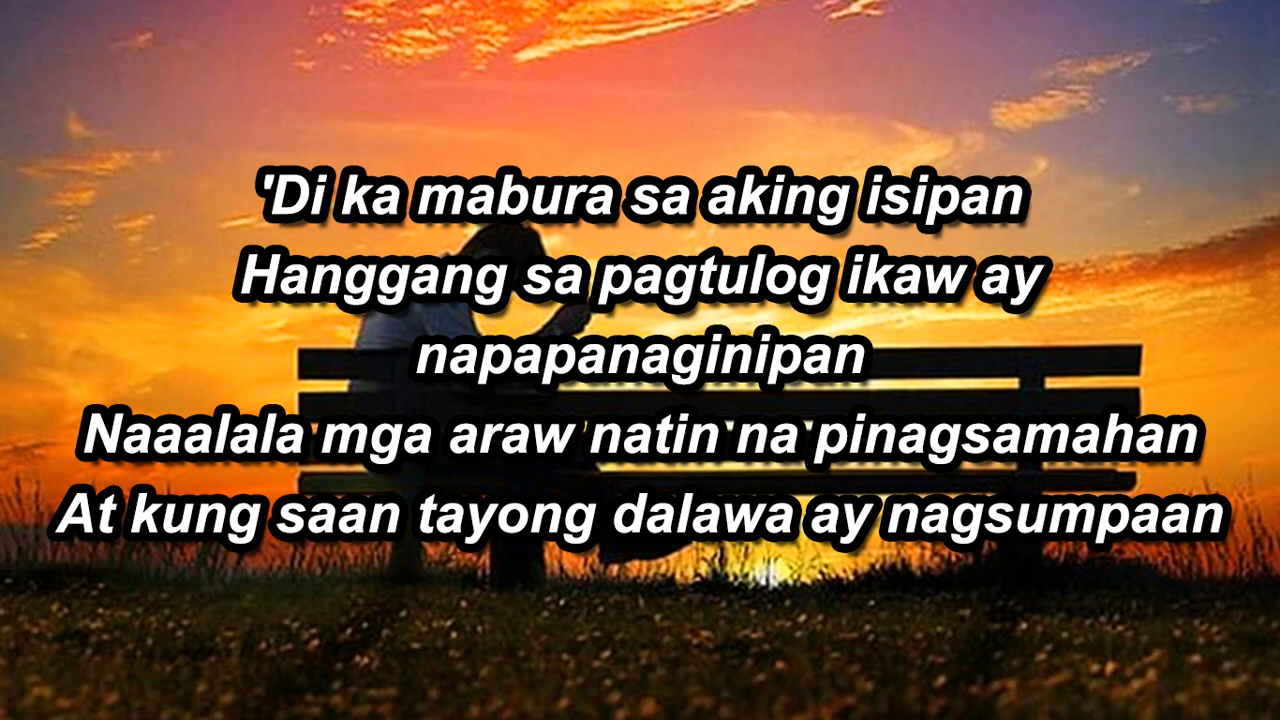 'Di ka mabura sa aking isipan
Hanggang sa pagtulog ikaw ay
napapanaginipan
Naaalala mga araw natin na pinagsamahan
At kung saan tayong dalawa ay nagsumpaan